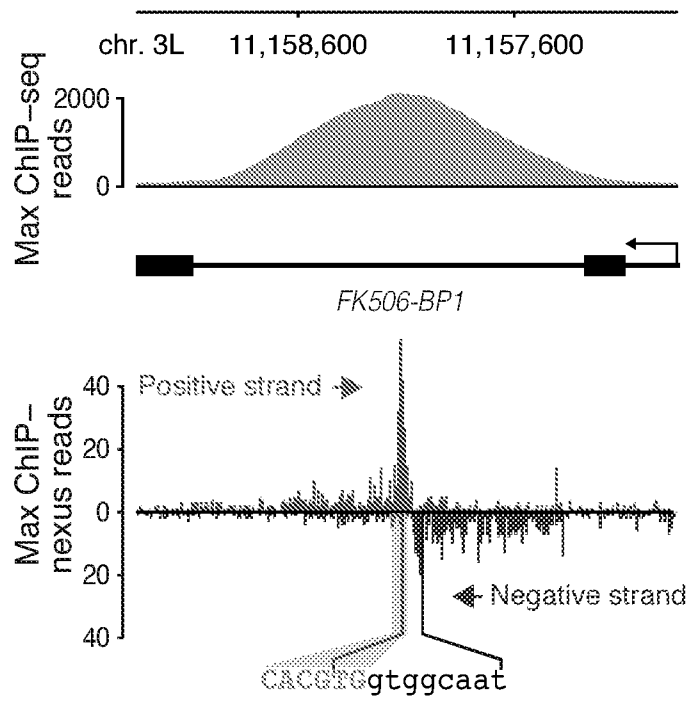 chr. 3L 11,158,600 11,157,600
Max ChIP–seq
reads
2000
0
FK506-BP1
Max ChIP–
nexus reads
40
20
0
20
40
Positive strand
Negative strand
CACGTGgtggcaat